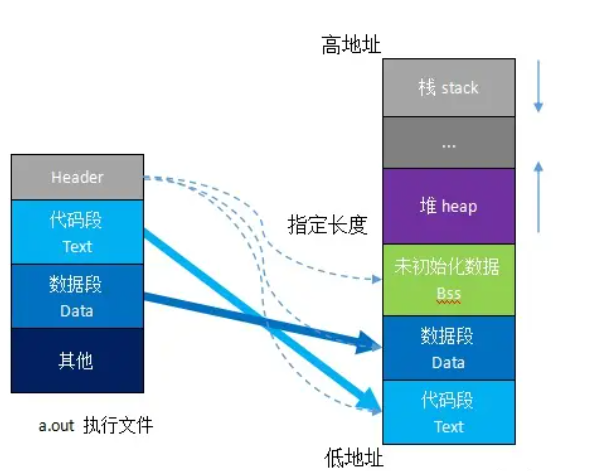 高地址
栈 stack
...
堆 heap
指定长度
未初始化数据
Bss
数据段
Data
代码段
Text
低地址
Header
代码段
Text
数据段
Data
其他
a.out 执行文件